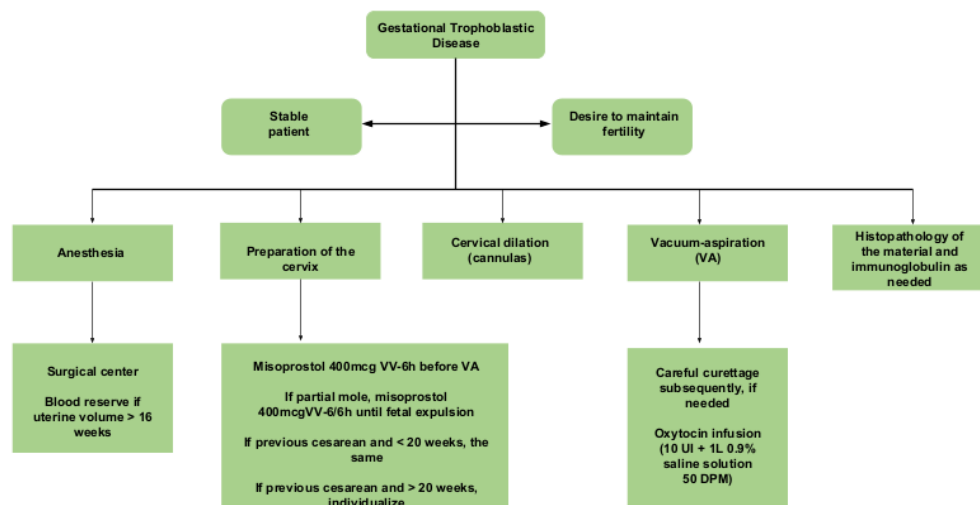 Gestational Trophoblastic
Disease
Stable
patient
Desire to maintain
fertility
Anesthesia
Preparation of the
cervix
Cervical dilation
(cannulas)
Vacuum-aspiration
(VA)
Histopathology of
the material and
immunoglobulin as
needed
Surgical center
Blood reserve if
uterine volume > 16
weeks
Misoprostol 400mcg VV-6h before VA
If partial mole, misoprostol
400mcgVV-6/6h until fetal expulsion
If previous cesarean and < 20 weeks, the
same
If previous cesarean and > 20 weeks,
individualize
Careful curettage
subsequently, if
needed
Oxytocin infusion
(10 UI + 1L 0.9%
saline solution
50 DPM)